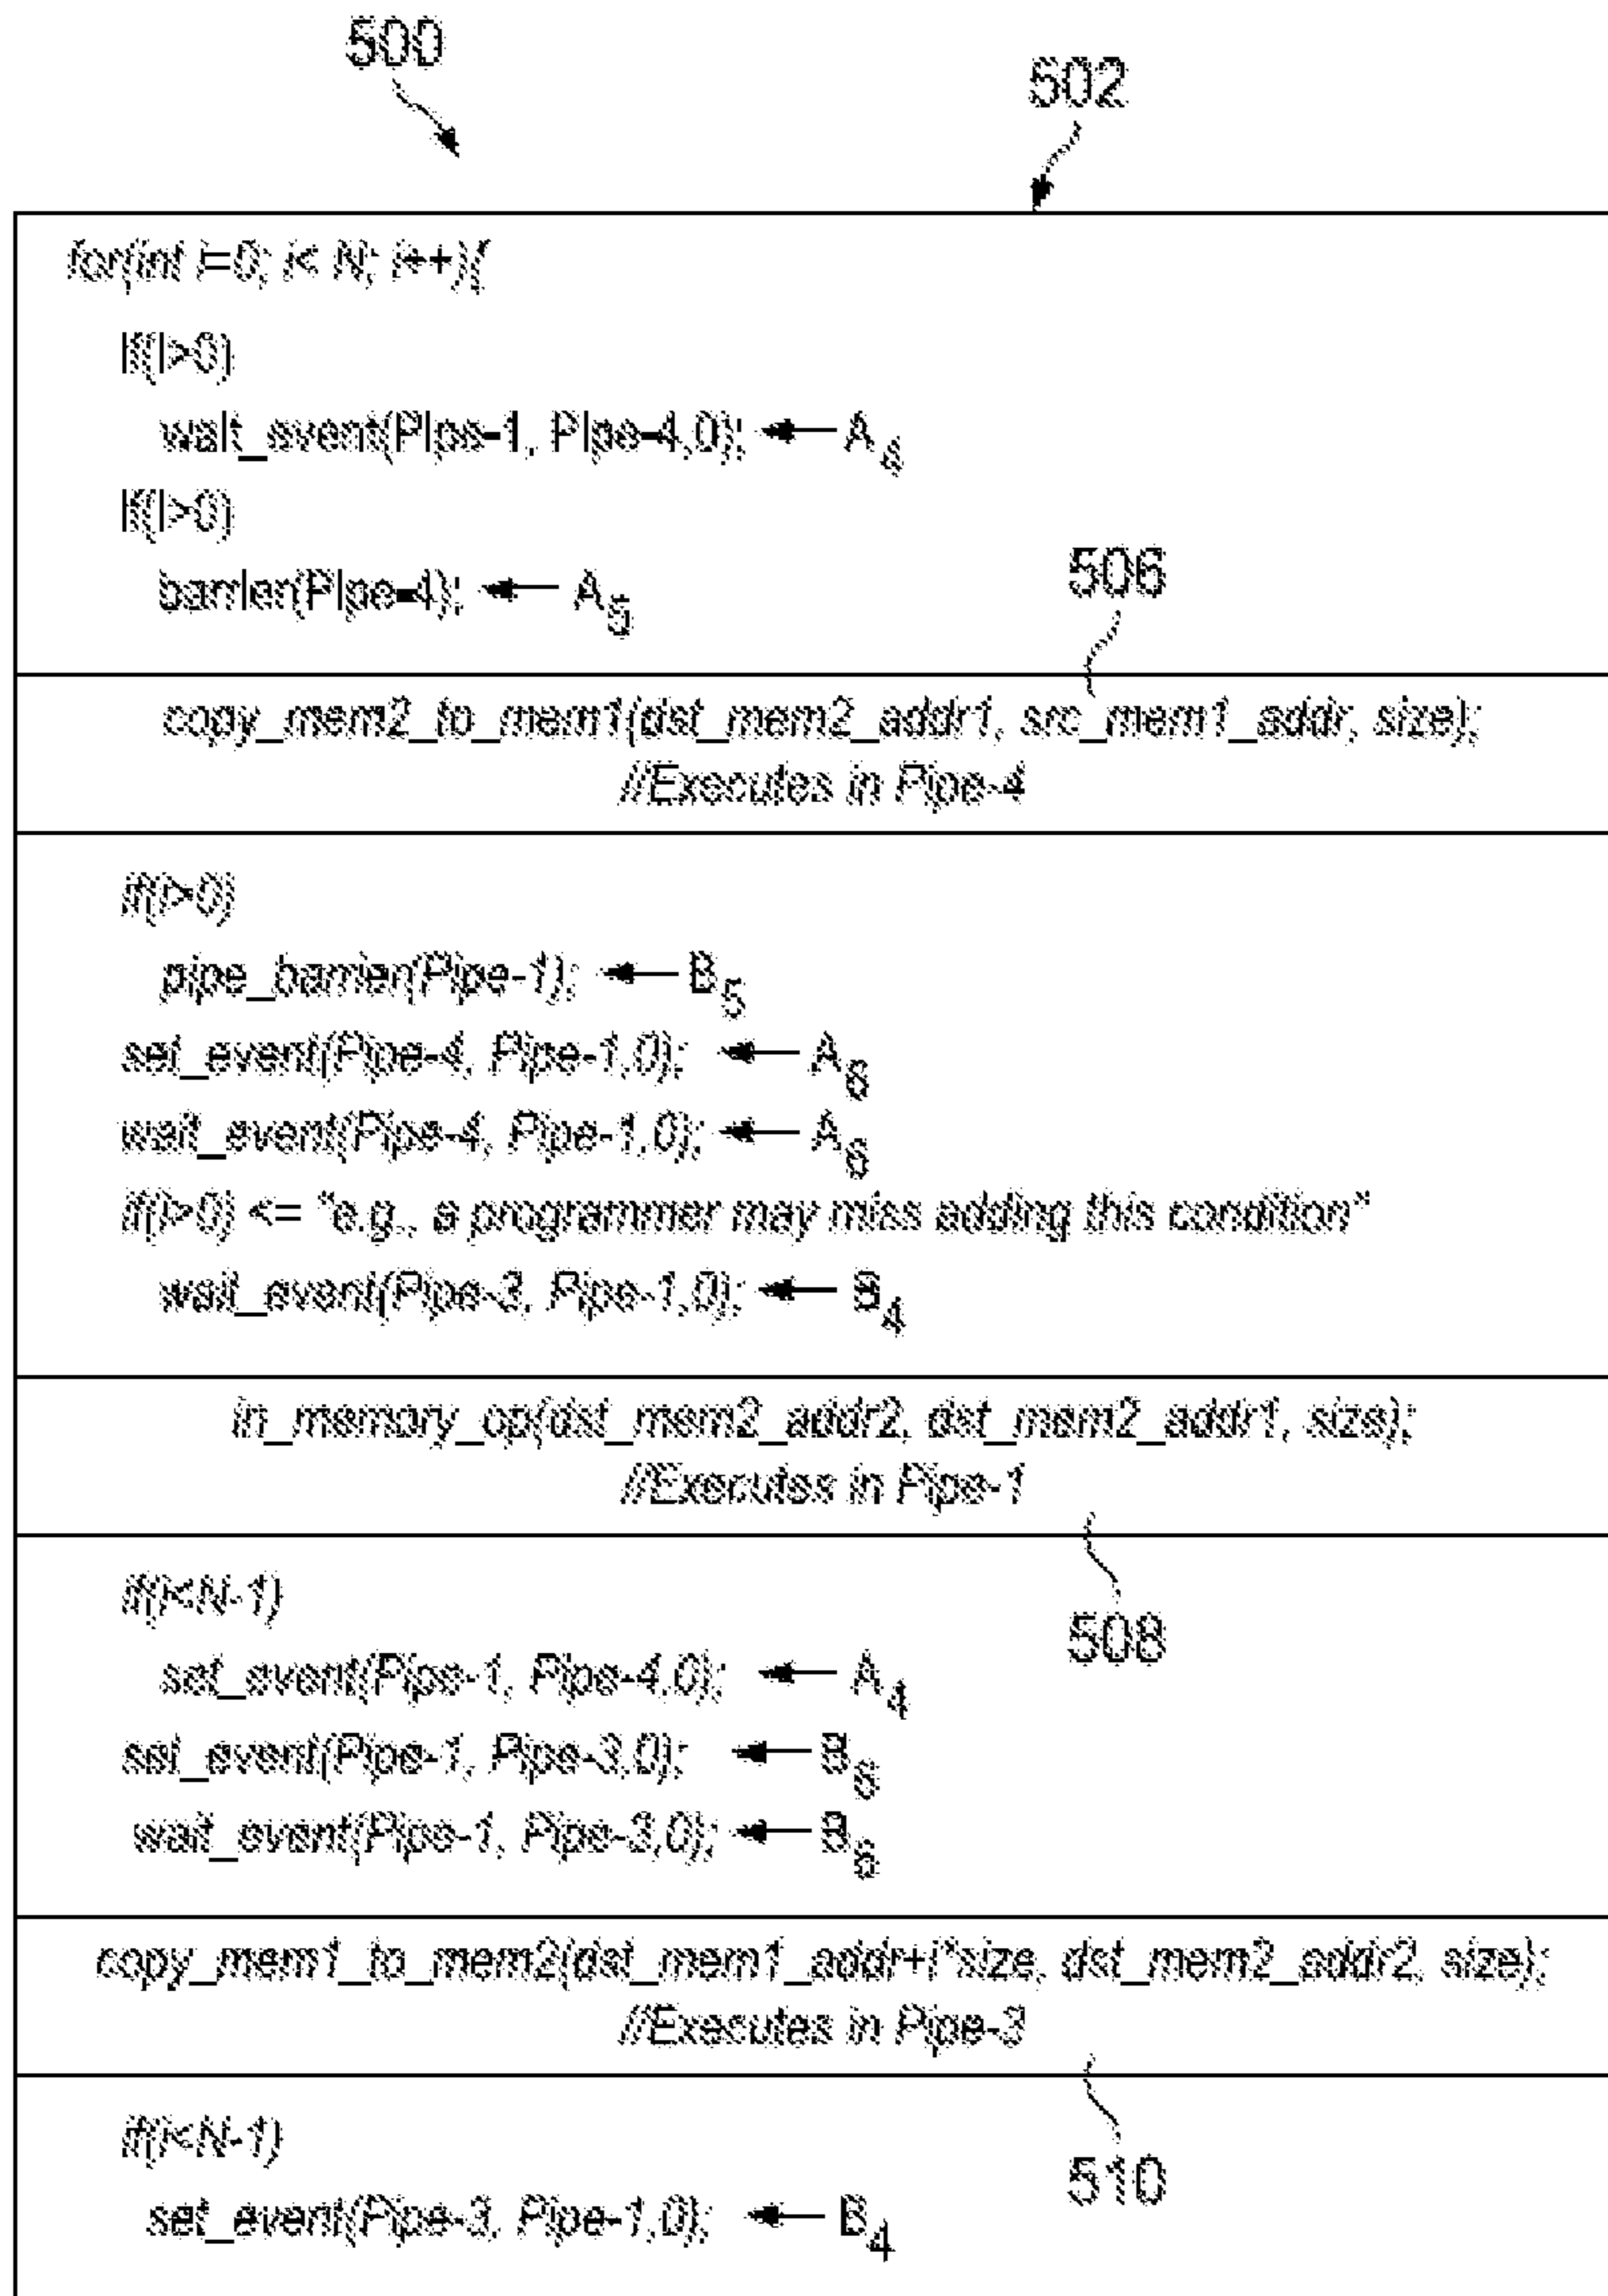 500
502
for(int i=0; i< N; i++){
if(i>0)
wait_event(Pipe-1, Pipe-4,0); A4
if(i>0)
barrier(Pipe-4); A5
506
copy_mem2_to_mem1(dst_mem2_addr1, src_mem1_addr, size);
//Executes in Pipe-4
if(i>0)
pipe_barrier(Pipe-1); B5
set_event(Pipe-4, Pipe-1,0); A6
wait_event(Pipe-4, Pipe-1,0); A6
if(i>0) <= "e.g., a programmer may miss adding this condition"
wait_event(Pipe-3, Pipe-1,0); B4
in_memory_op(dst_mem2_addr2, dst_mem2_addr1, size);
//Executes in Pipe-1
508
if(i<N-1)
set_event(Pipe-1, Pipe-4,0); A4
set_event(Pipe-1, Pipe-3,0); B6
wait_event(Pipe-1, Pipe-3,0); B6
copy_mem1_to_mem2(dst_mem1_addr+i*size, dst_mem2_addr2, size);
//Executes in Pipe-3
510
if(i<N-1)
set_event(Pipe-3, Pipe-1,0); B4